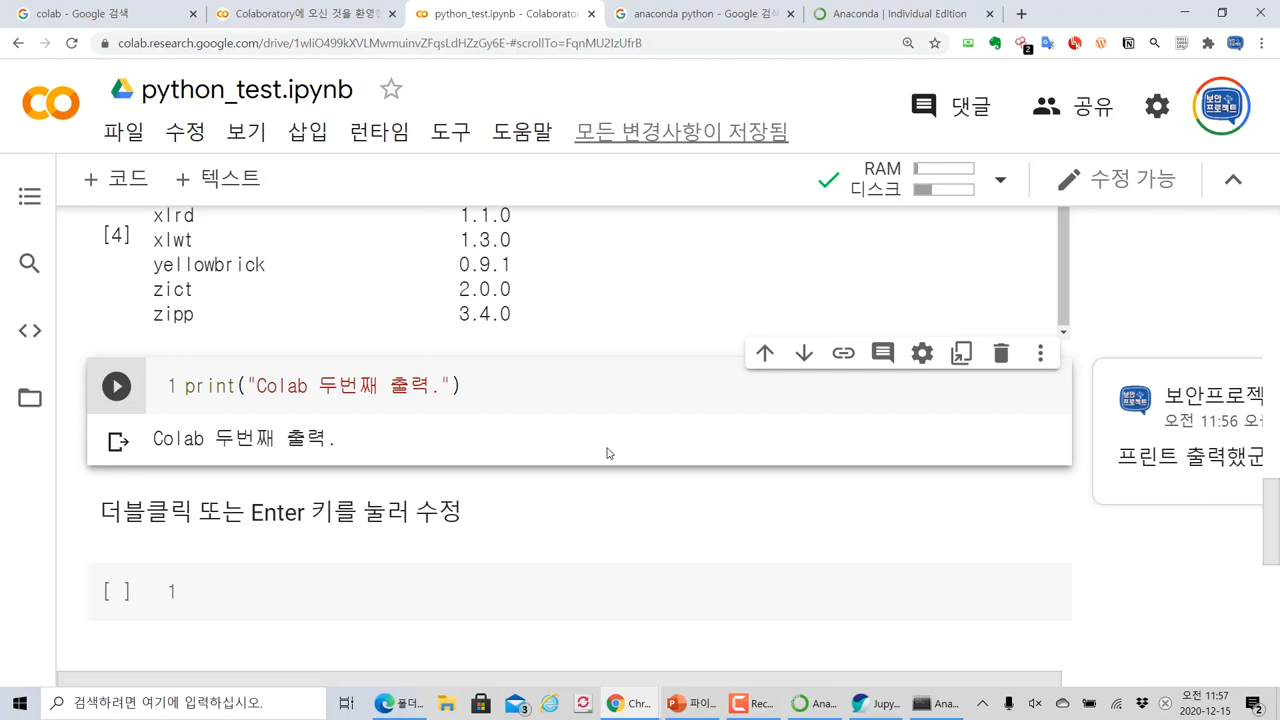 colab - Google 검색
Colaboratory에 오신 것을 환영합
python_test.ipynb - Colaborator
anaconda python - Google 검색
Anaconda | Individual Edition
colab.research.google.com/drive/1wIiO499kXVLMwmuinvZFqsLdHZzGy6E-#scrollTo=FqnMU2IzUfrB
python_test.ipynb
댓글
공유
파일 수정 보기 삽입 런타임 도구 도움말 모든 변경사항이 저장됨
+ 코드 + 텍스트
RAM
디스크
수정 가능
xlrd 1.1.0
[4] xlwt 1.3.0
yellowbrick 0.9.1
zict 2.0.0
zipp 3.4.0
1 print("Colab 두번째 출력.")
Colab 두번째 출력.
보안프로젝
오전 11:56 오
프린트 출력했군
더블클릭 또는 Enter 키를 눌러 수정
[ ] 1
검색하려면 여기에 입력하십시오.
폴더...
Chr...
파이...
Rec...
Ana...
Jupy...
Ana...
오전 11:57
2020-12-15